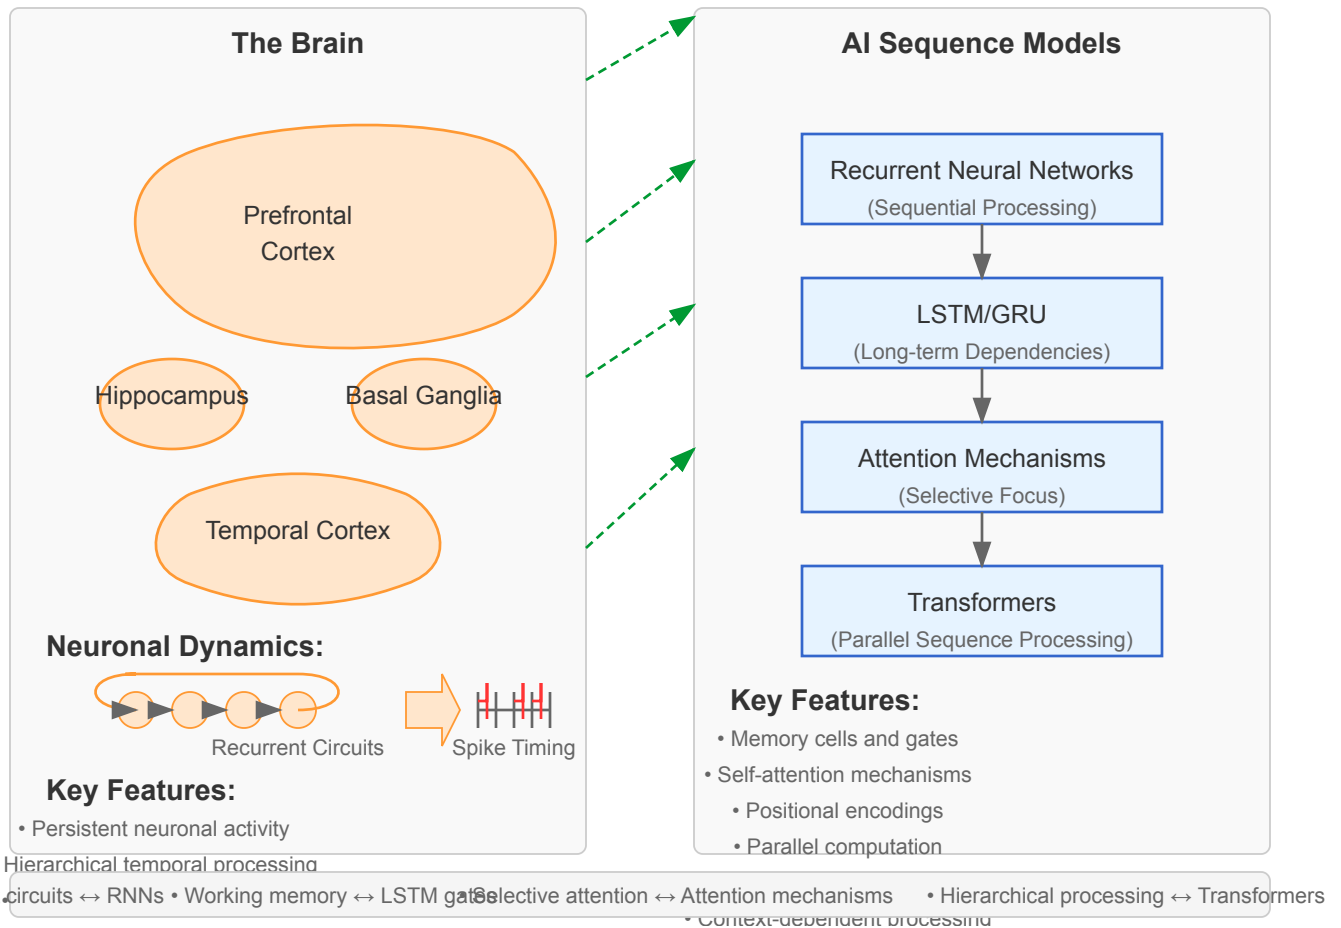 The Brain
Prefrontal
Cortex
Hippocampus
Basal Ganglia
Temporal Cortex
Neuronal Dynamics:
Recurrent Circuits
Spike Timing
Key Features:
• Persistent neuronal activity
Hierarchical temporal processing
AI Sequence Models
Recurrent Neural Networks
(Sequential Processing)
LSTM/GRU
(Long-term Dependencies)
Attention Mechanisms
(Selective Focus)
Transformers
(Parallel Sequence Processing)
Key Features:
• Memory cells and gates
• Self-attention mechanisms
• Positional encodings
• Parallel computation
• Context-dependent processing
circuits ↔ RNNs • Working memory ↔ LSTM gates • Selective attention ↔ Attention mechanisms • Hierarchical processing ↔ Transformers